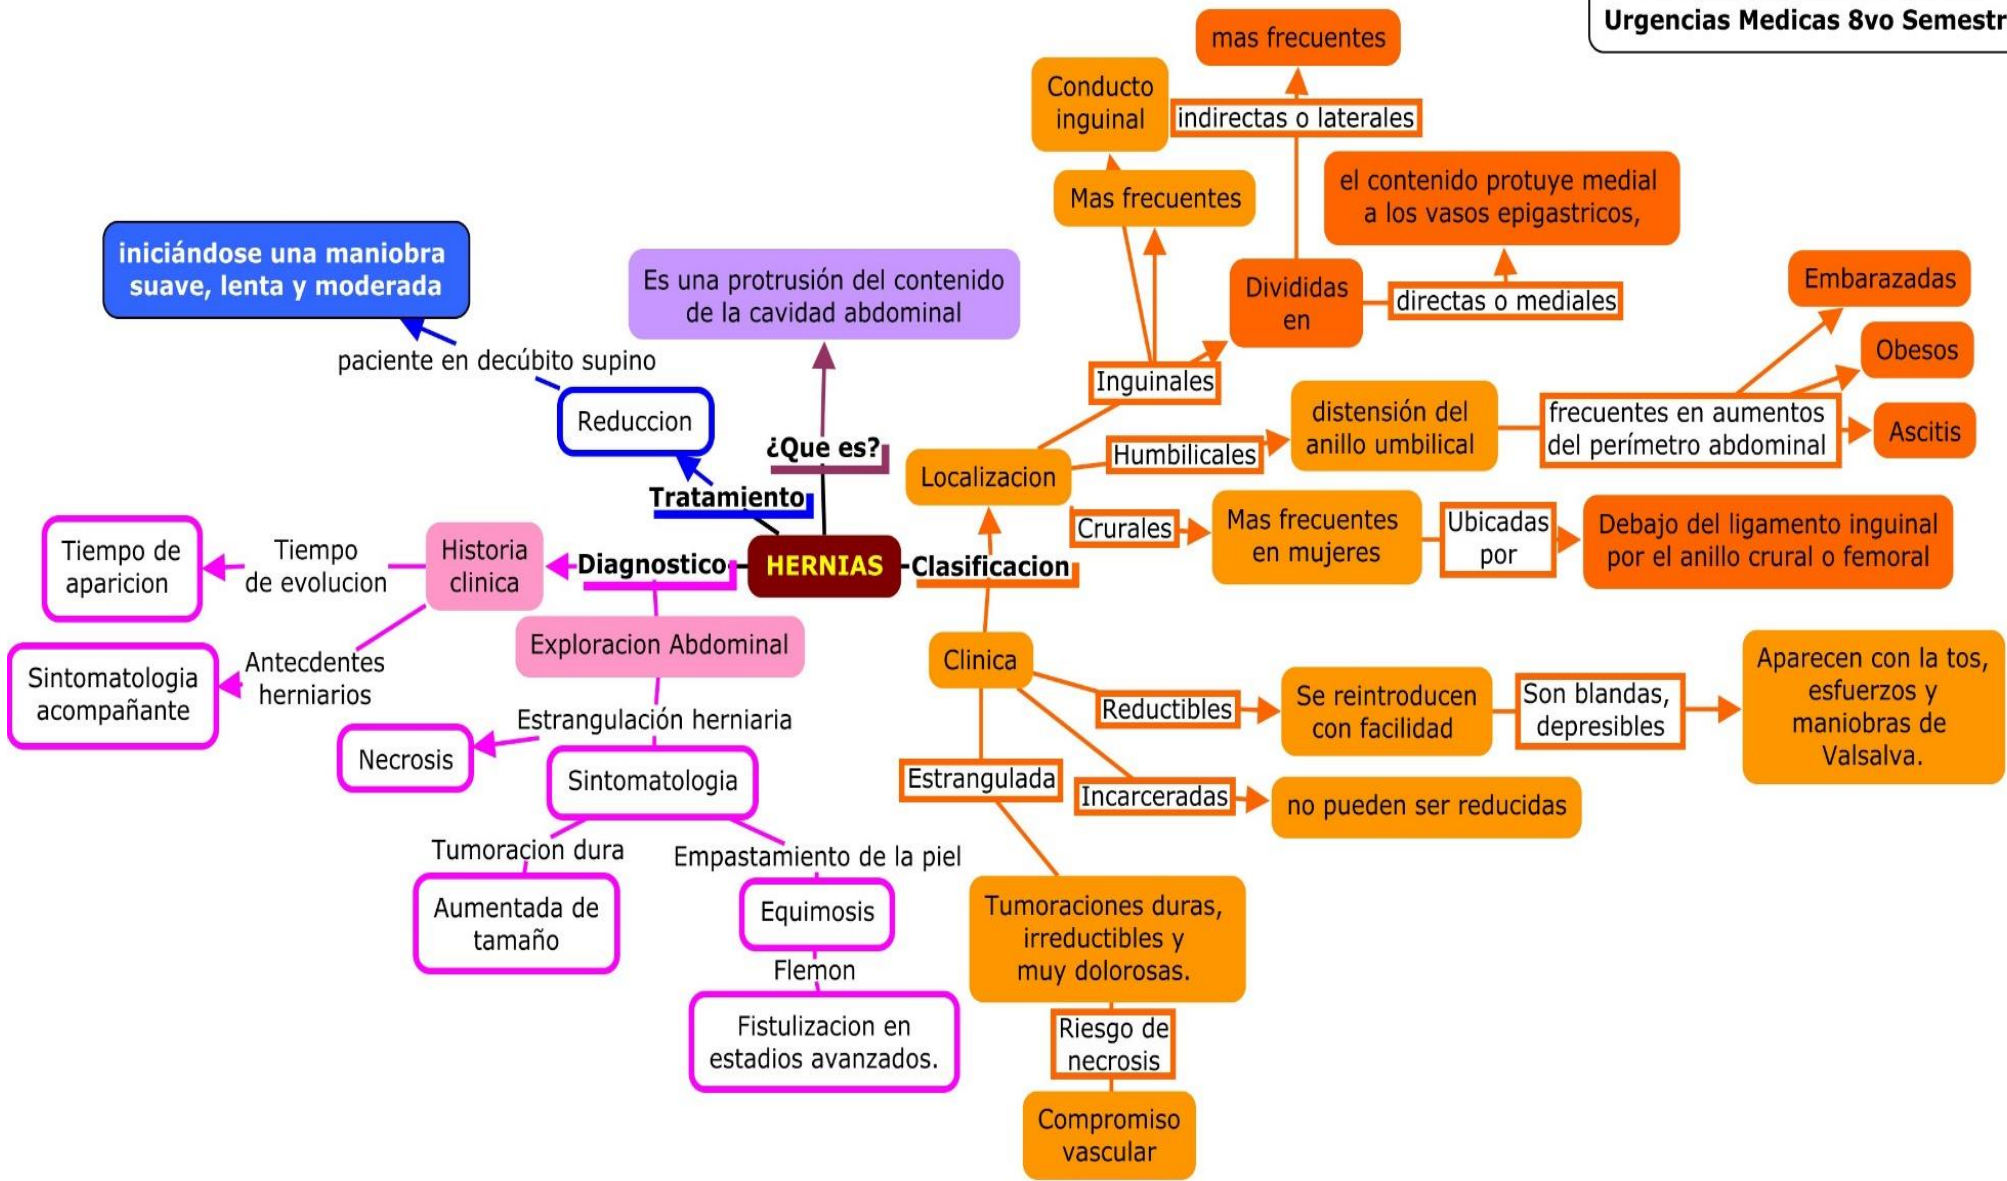 Urgencias Medicas 8vo Semestr
mas frecuentes
Conducto
inguinal
indirectas o laterales
Mas frecuentes
el contenido protuye medial
a los vasos epigastricos,
iniciándose una maniobra
suave, lenta y moderada
Es una protrusión del contenido
de la cavidad abdominal
Divididas
en
directas o mediales
Embarazadas
Obesos
Ascitis
paciente en decúbito supino
Reduccion
¿Que es?
Tratamiento
Inguinales
Humbilicales
distensión del
anillo umbilical
frecuentes en aumentos
del perímetro abdominal
Localizacion
Crurales
Mas frecuentes
en mujeres
Ubicadas
por
Debajo del ligamento inguinal
por el anillo crural o femoral
Tiempo de
aparicion
Tiempo
de evolucion
Historia
clinica
Diagnostico
HERNIAS
Clasificacion
Exploracion Abdominal
Sintomatologia
acompañante
Antecdentes
herniarios
Estrangulación herniaria
Necrosis
Sintomatologia
Tumoracion dura
Aumentada de
tamaño
Empastamiento de la piel
Equimosis
Flemon
Fistulizacion en
estadios avanzados.
Clinica
Reductibles
Se reintroducen
con facilidad
Son blandas,
depresibles
Aparecen con la tos,
esfuerzos y
maniobras de
Valsalva.
Estrangulada
Incarceradas
no pueden ser reducidas
Tumoraciones duras,
irreductibles y
muy dolorosas.
Riesgo de
necrosis
Compromiso
vascular